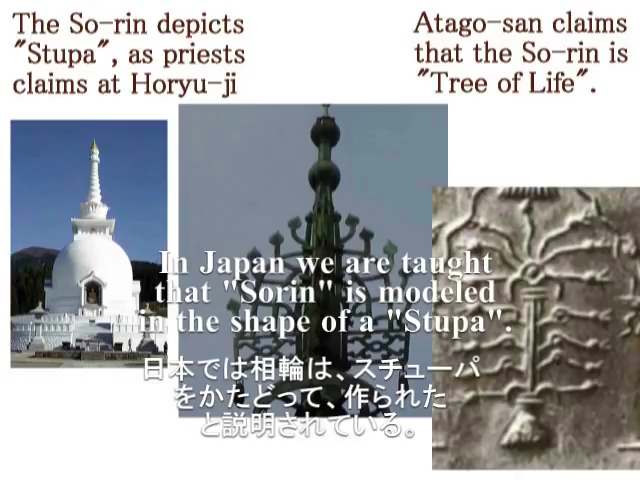 The So-rin depicts
"Stupa", as priests
claims at Horyu-ji
Atago-san claims
that the So-rin is
"Tree of Life".
In Japan we are taught
that "Sorin" is modeled
in the shape of a "Stupa".
日本では相輪は、スチューパ
をかたどって、作られた
と説明されている。